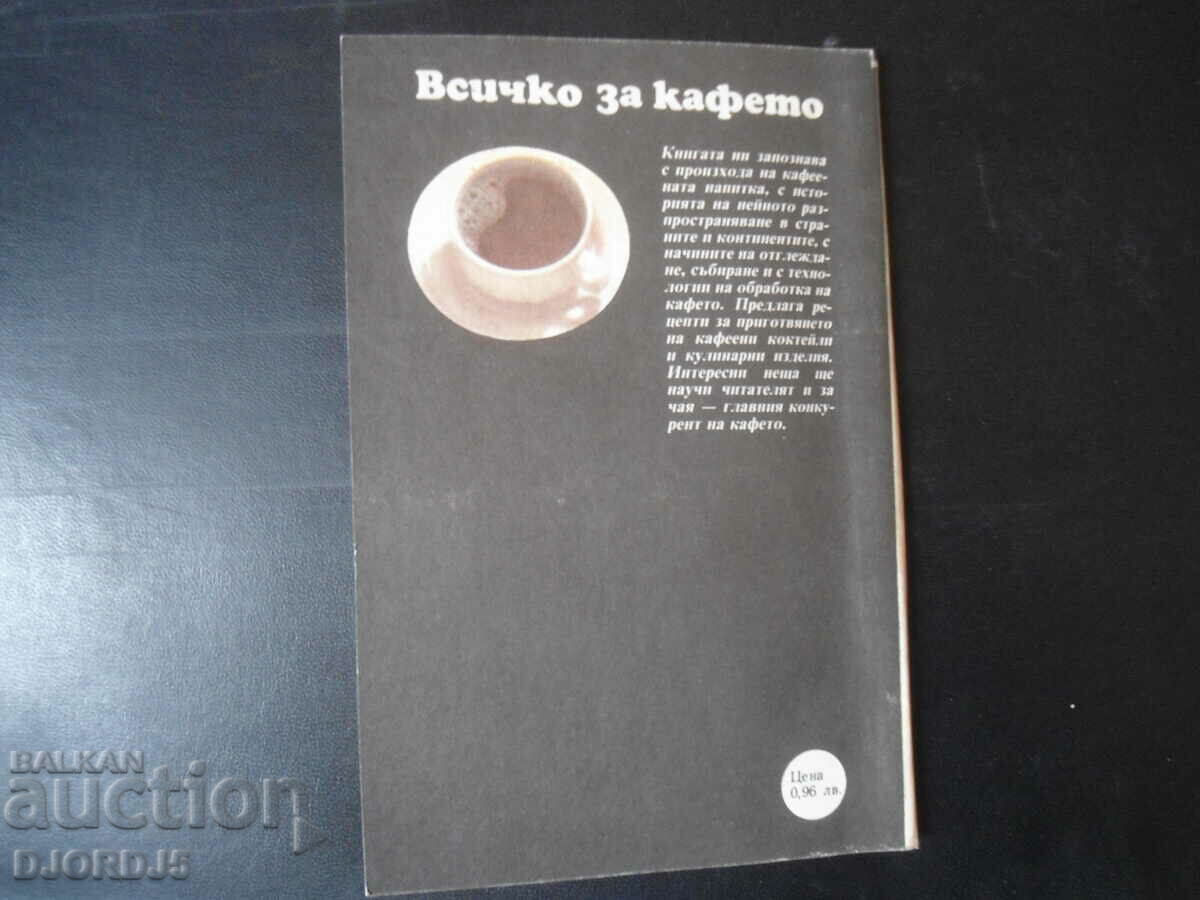 Всичко за кафето
Книгата ни запознава
с произхода на кафее-
ната напитка, с исто-
рията на нейното раз-
пространяване в стра-
ните и континентите, с
начините на отглежда-
не, събиране и с техно-
логии на обработка на
кафето. Предлага ре-
цепти за приготвянето
на кафеени коктейли
и кулинарни изделия.
Интересни неща ще
научи читателят и за
чая — главния конку-
рент на кафето.
Цена
0,96 лв.
BALKAN
auction
DJORDJ5